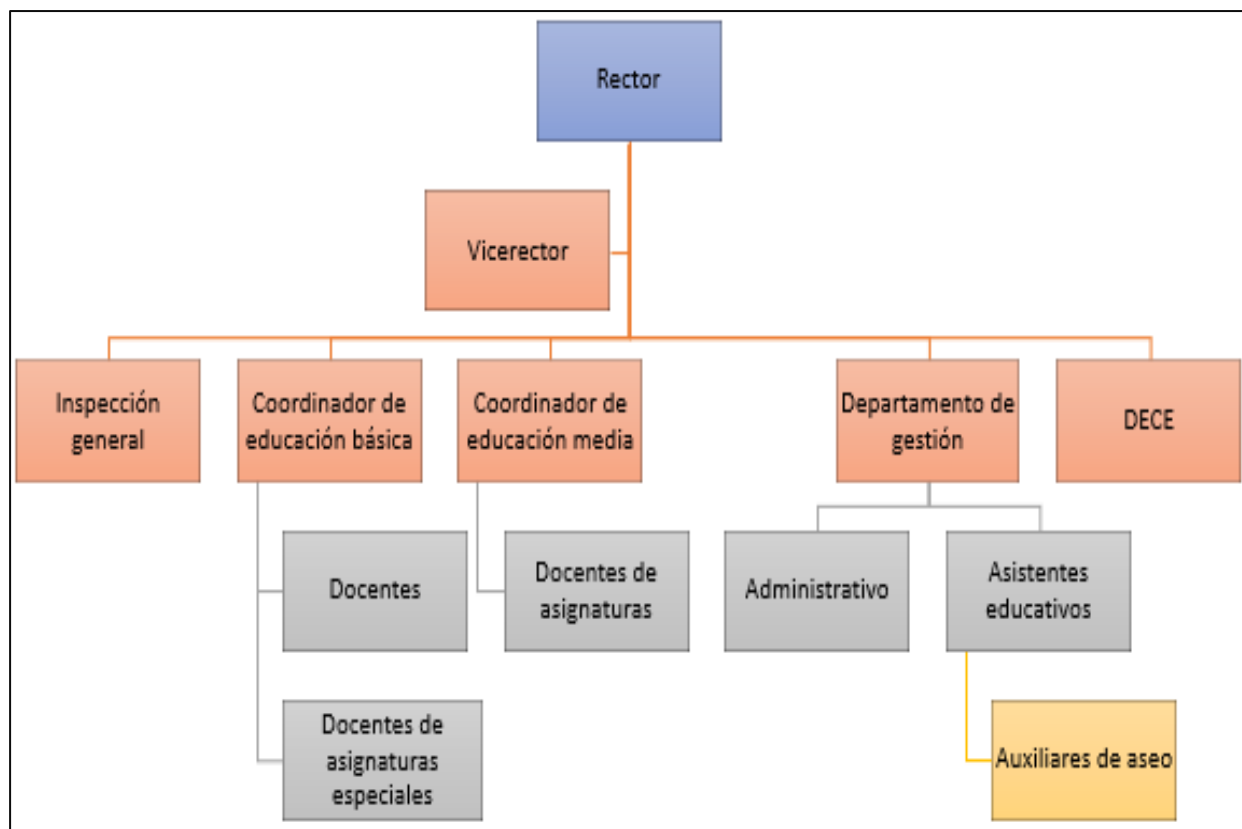 Rector
Vicerector
Inspección
general
Coordinador de
educación básica
Coordinador de
educación media
Departamento de
gestión
DECE
Docentes
Docentes de
asignaturas
Administrativo
Asistentes
educativos
Docentes de
asignaturas
especiales
Auxiliares de aseo